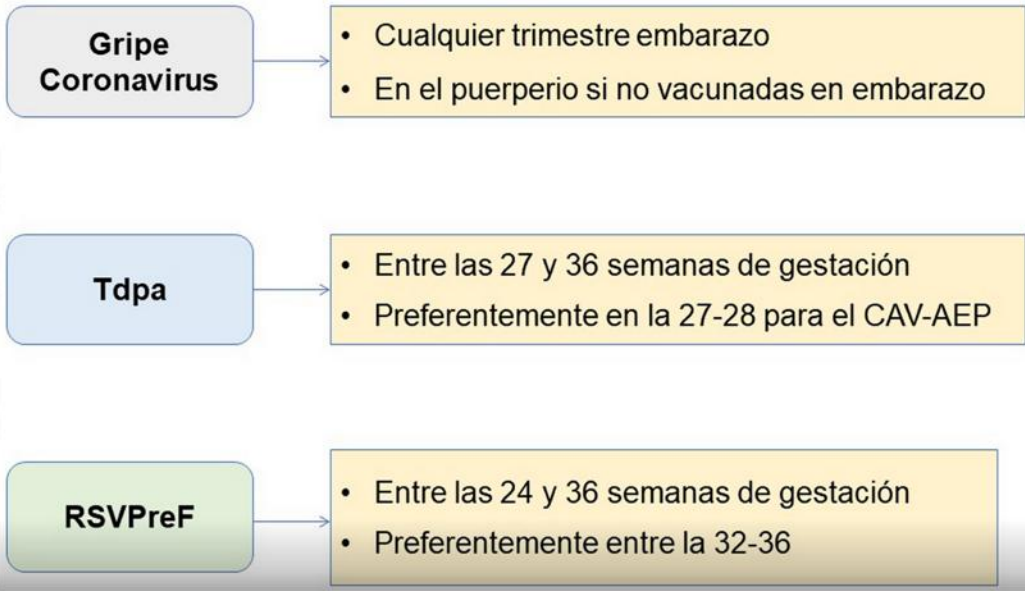 Gripe
Coronavirus
• Cualquier trimestre embarazo
• En el puerperio si no vacunadas en embarazo
Tdpa
• Entre las 27 y 36 semanas de gestación
• Preferentemente en la 27-28 para el CAV-AEP
RSVPreF
• Entre las 24 y 36 semanas de gestación
• Preferentemente entre la 32-36